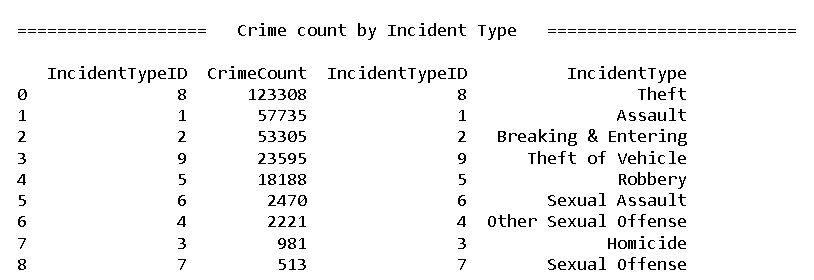 ===================   Crime count by Incident Type   =========================
IncidentTypeID CrimeCount IncidentTypeID IncidentType
0 8 123308 8 Theft
1 1 57735 1 Assault
2 2 53305 2 Breaking & Entering
3 9 23595 9 Theft of Vehicle
4 5 18188 5 Robbery
5 6 2470 6 Sexual Assault
6 4 2221 4 Other Sexual Offense
7 3 981 3 Homicide
8 7 513 7 Sexual Offense